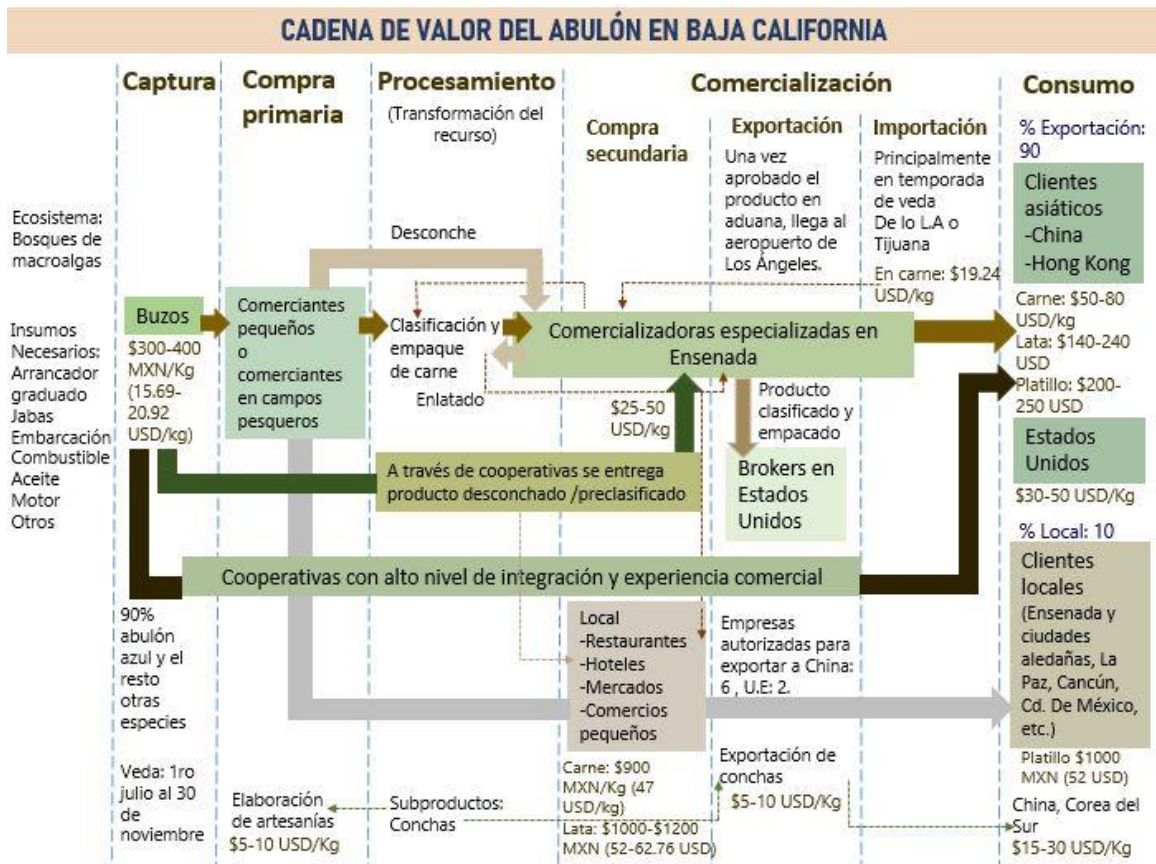 CADENA DE VALOR DEL ABULÓN EN BAJA CALIFORNIA
Captura
Compra
primaria
Procesamiento
(Transformación del
recurso)
Comercialización
Consumo
Compra
secundaria
Exportación
Una vez
aprobado el
producto en
aduana, llega al
aeropuerto de
Los Ángeles.
Importación
Principalmente
en temporada
de veda
De lo L.A o
Tijuana
En carne: $19.24
USD/kg
% Exportación:
90
Clientes
asiáticos
-China
-Hong Kong
Carne: $50-80
USD/kg
Lata: $140-240
USD
Platillo: $200-
250 USD
Estados
Unidos
$30-50 USD/Kg
% Local: 10
Clientes
locales
(Ensenada y
ciudades
aledañas, La
Paz, Cancún,
Cd. De México,
etc.)
Platillo $1000
MXN (52 USD)
China, Corea del
Sur
$15-30 USD/Kg
Ecosistema:
Bosques de
macroalgas
Insumos
Necesarios:
Arrancador
graduado
Jabas
Embarcación
Combustible
Aceite
Motor
Otros
Buzos
$300-400
MXN/Kg
(15.69-
20.92
USD/kg)
Comerciantes
pequeños
o
comerciantes
en campos
pesqueros
Desconche
Clasificación y
empaque
de carne
Enlatado
Comercializadoras especializadas en
Ensenada
$25-50
USD/kg
Producto
clasificado y
empacado
Brokers en
Estados
Unidos
A través de cooperativas se entrega
producto desconchado /preclasificado
Cooperativas con alto nivel de integración y experiencia comercial
90%
abulón
azul y el
resto
otras
especies
Veda: 1ro
julio al 30
de
noviembre
Local
-Restaurantes
-Hoteles
-Mercados
-Comercios
pequeños
Carne: $900
MXN/Kg (47
USD/kg)
Lata: $1000-$1200
MXN (52-62.76 USD)
Empresas
autorizadas para
exportar a China:
6 , U.E: 2.
Exportación de
conchas
$5-10 USD/Kg
Elaboración
de artesanías
$5-10 USD/Kg
Subproductos:
Conchas